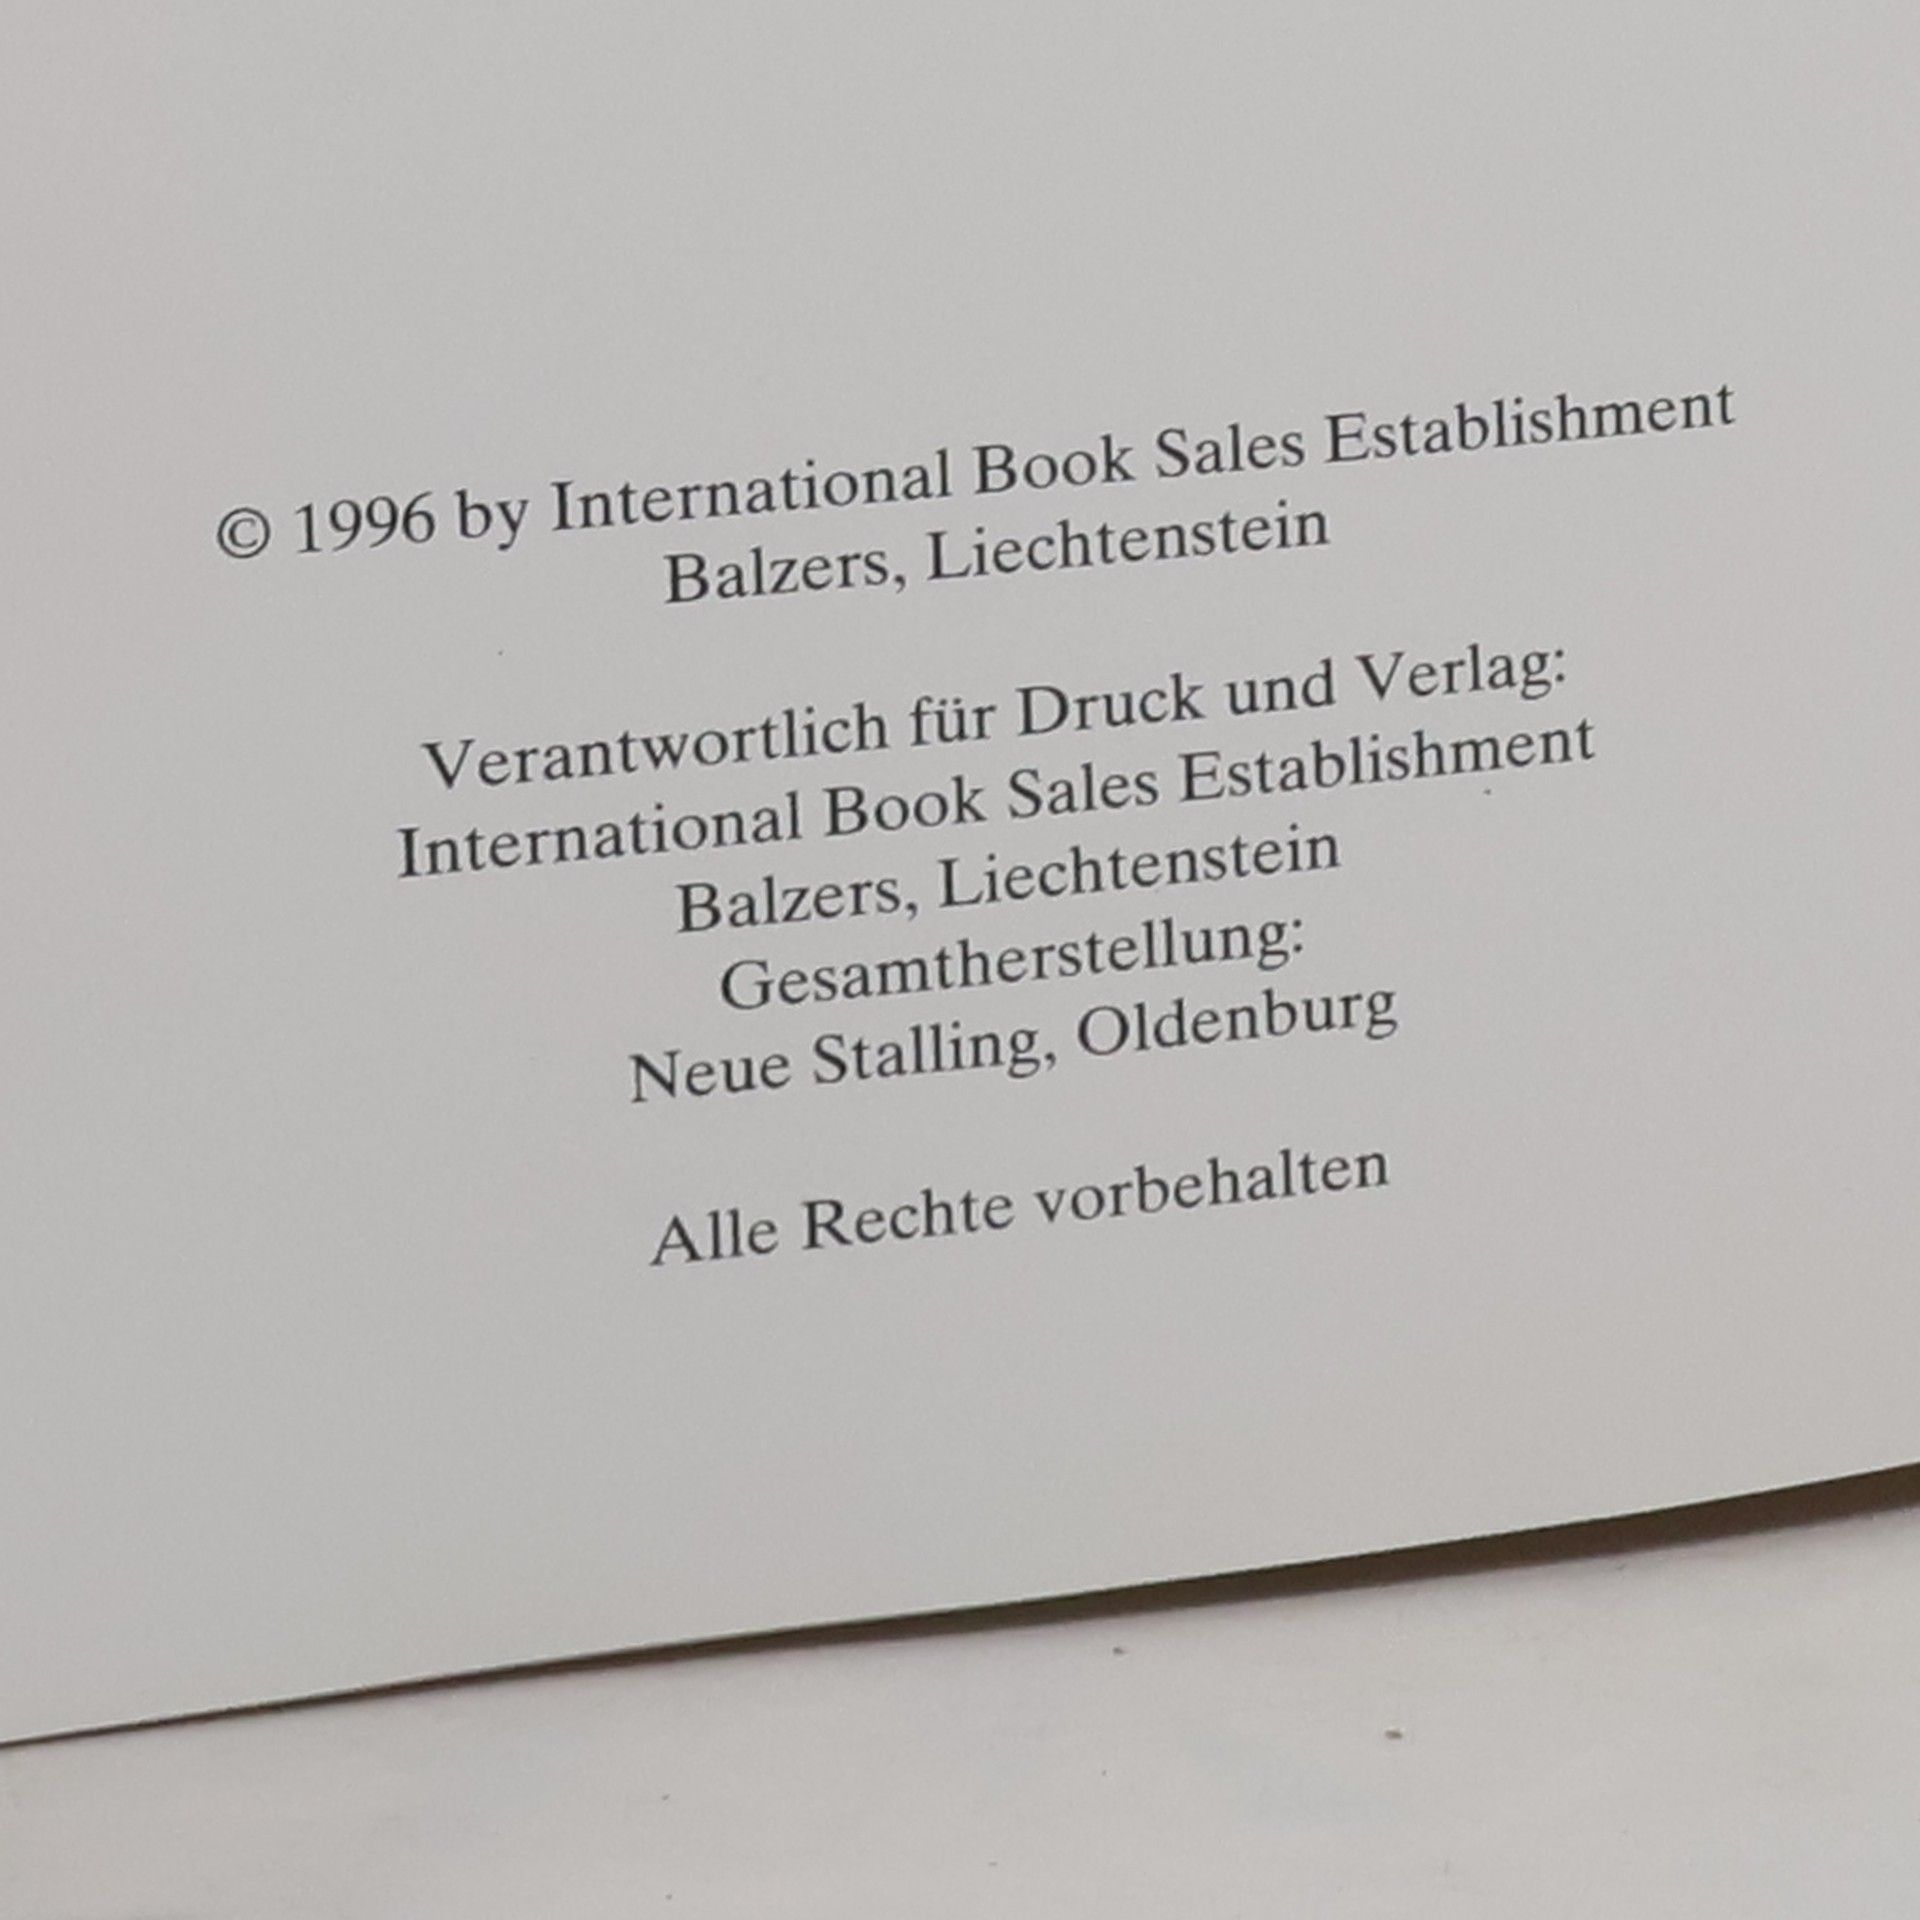 © 1996 by International Book Sales Establishment
Balzers, Liechtenstein
Verantwortlich für Druck und Verlag:
International Book Sales Establishment
Balzers, Liechtenstein
Gesamtherstellung:
Neue Stalling, Oldenburg
Alle Rechte vorbehalten